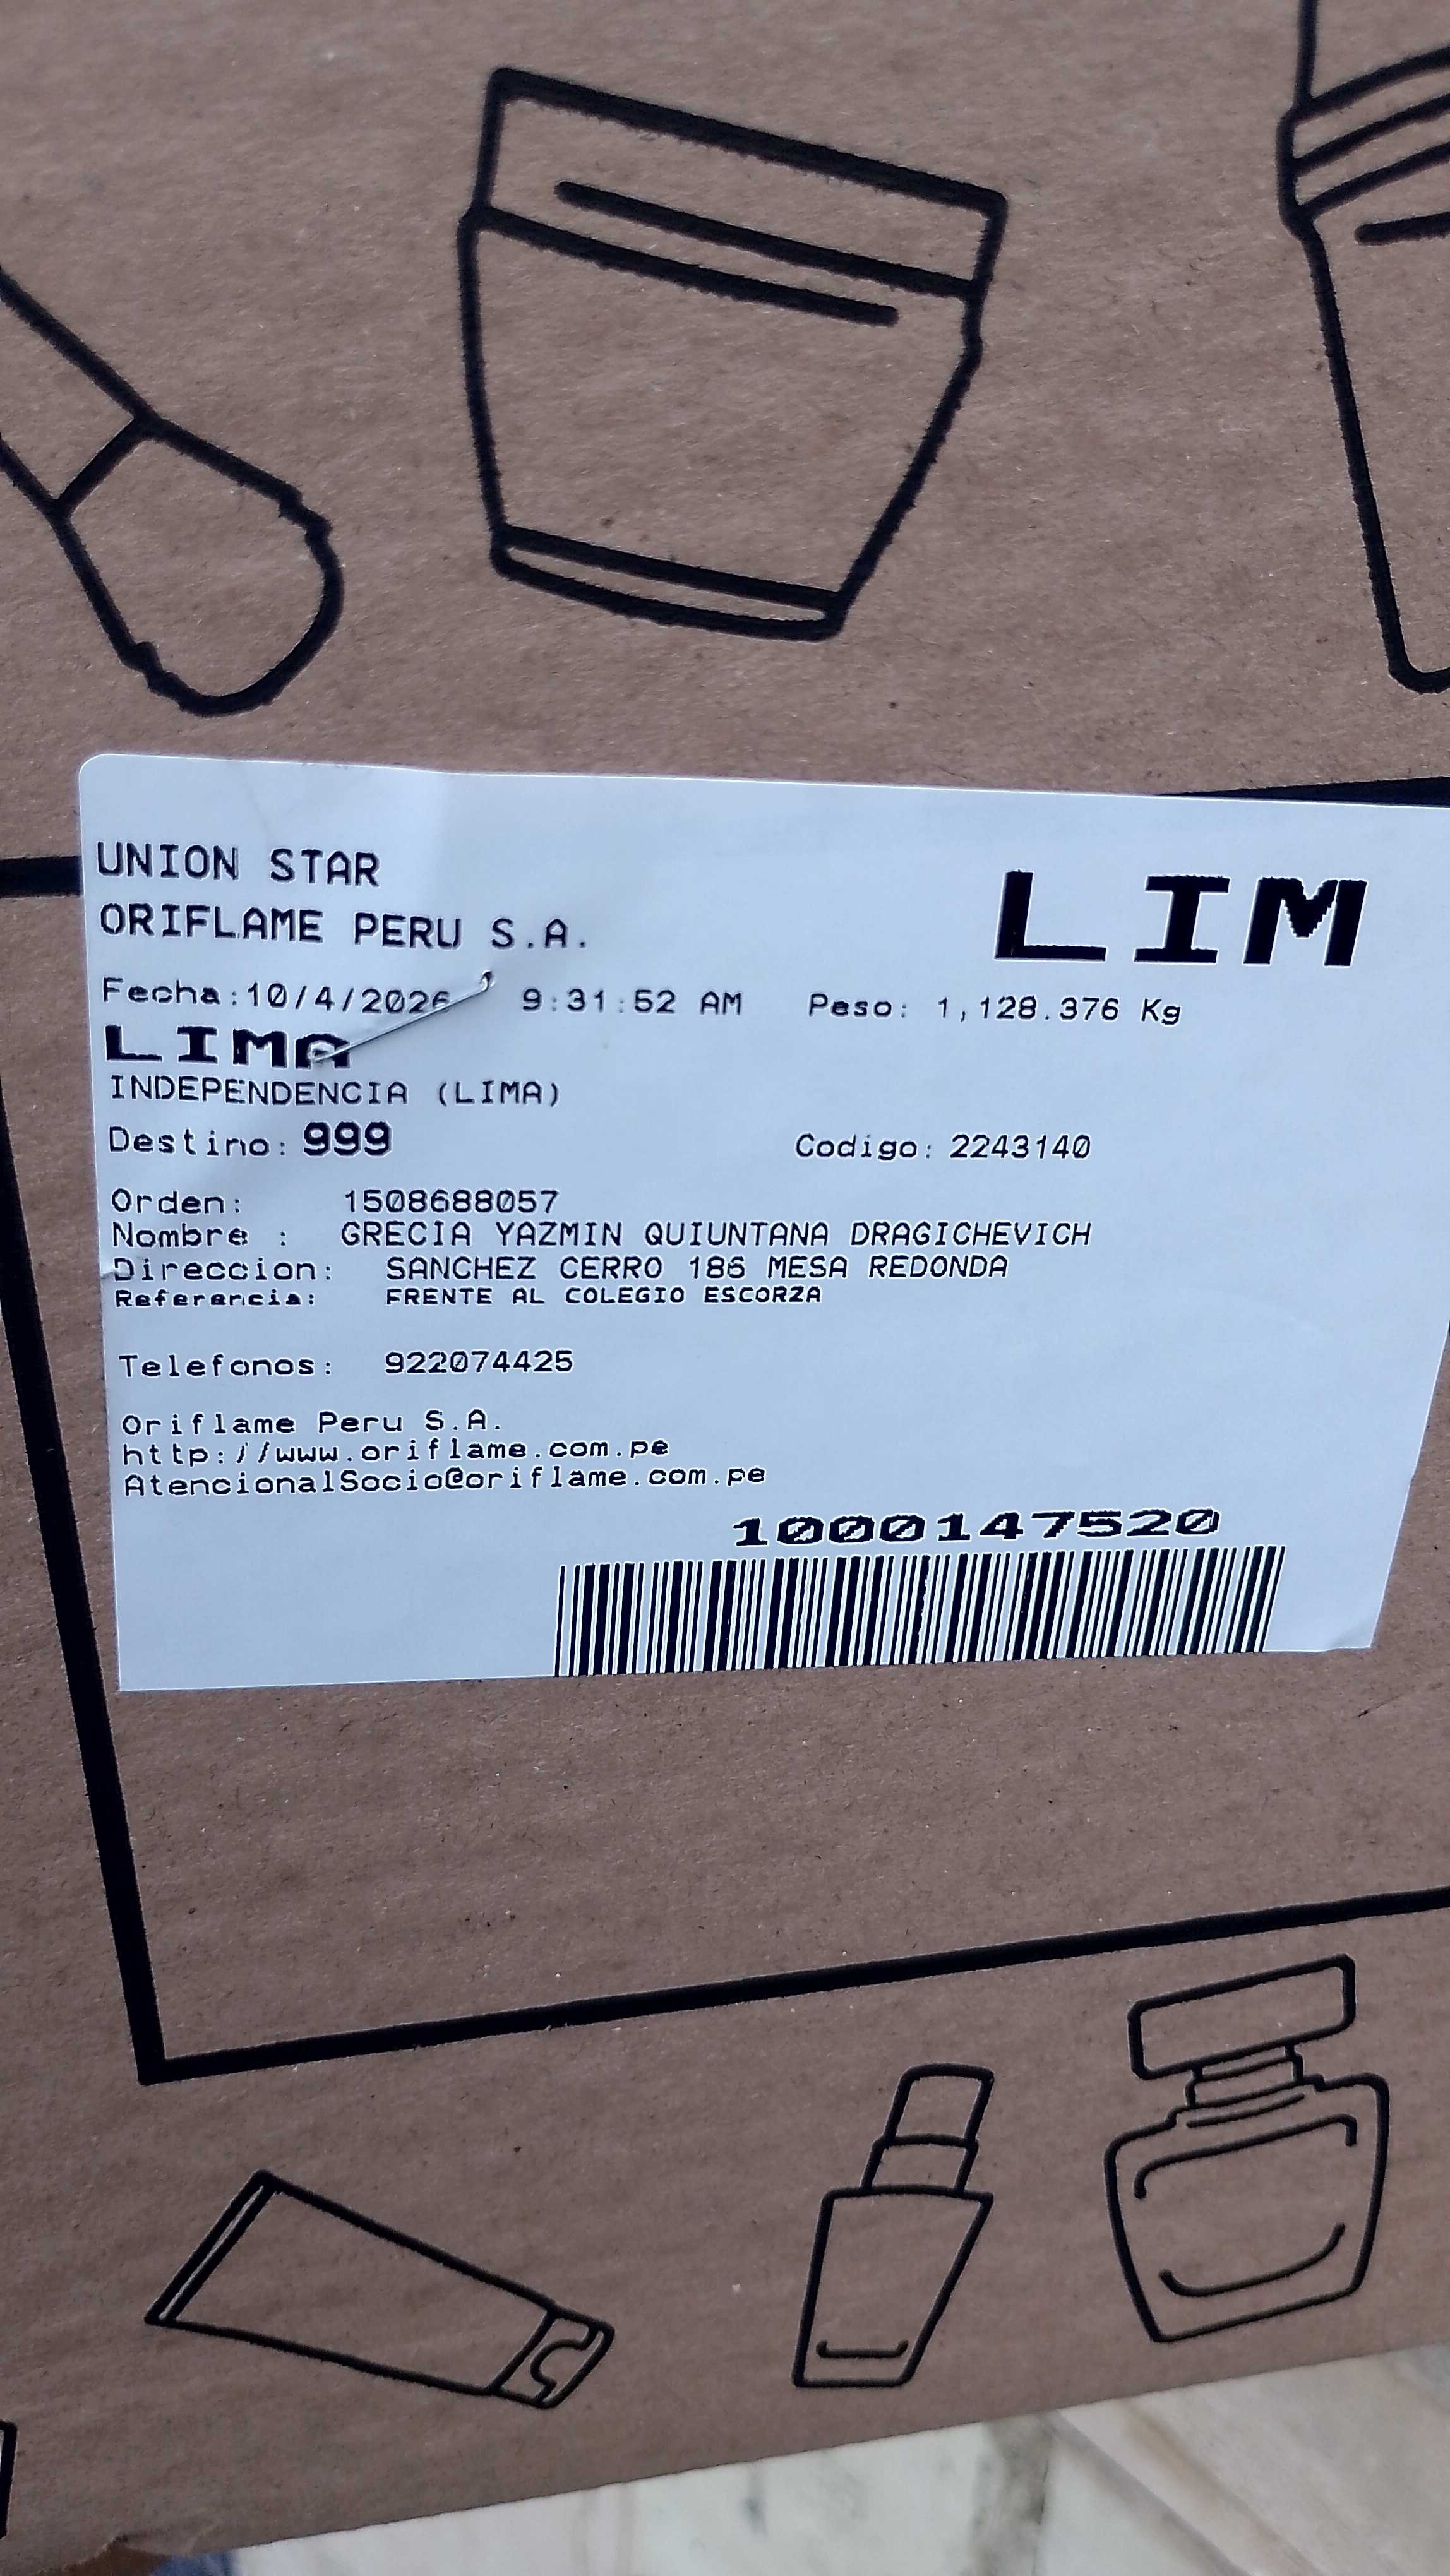 UNION STAR
LIM
ORIFLAME PERU S.A.
Fecha:10/4/2026 9:31:52 AM Peso: 1,128.376 Kg
LIMA
INDEPENDENCIA (LIMA)
Destino: 999 Codigo: 2243140
Orden: 1508688057
Nombre : GRECIA YAZMIN QUIUNTANA DRAGICHEVICH
Direccion: SANCHEZ CERRO 186 MESA REDONDA
Referencia: FRENTE AL COLEGIO ESCORZA
Telefonos: 922074425
Oriflame Peru S.A.
http://www.oriflame.com.pe
AtencionalSocio@oriflame.com.pe
1000147520